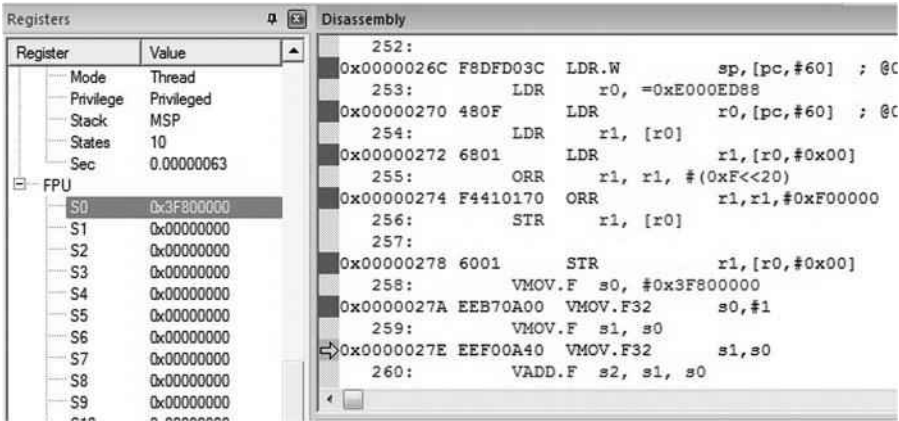 Registers
Register Value
Mode Thread
Privilege Privileged
Stack MSP
States 10
Sec 0.00000063
FPU
S0 0x3F800000
S1 0x00000000
S2 0x00000000
S3 0x00000000
S4 0x00000000
S5 0x00000000
S6 0x00000000
S7 0x00000000
S8 0x00000000
S9 0x00000000
Disassembly
252:
0x0000026C F8DFD03C LDR.W sp,[pc,#60] ; @0
253: LDR r0, =0xE000ED88
0x00000270 480F LDR r0,[pc,#60] ; @0
254: LDR r1, [r0]
0x00000272 6801 LDR r1,[r0,#0x00]
255: ORR r1, r1, #(0xF<<20)
0x00000274 F4410170 ORR r1,r1,#0xF00000
256: STR r1, [r0]
257:
0x00000278 6001 STR r1,[r0,#0x00]
258: VMOV.F s0, #0x3F800000
0x0000027A EEB70A00 VMOV.F32 s0,#1
259: VMOV.F s1, s0
0x0000027E EEF00A40 VMOV.F32 s1,s0
260: VADD.F s2, s1, s0